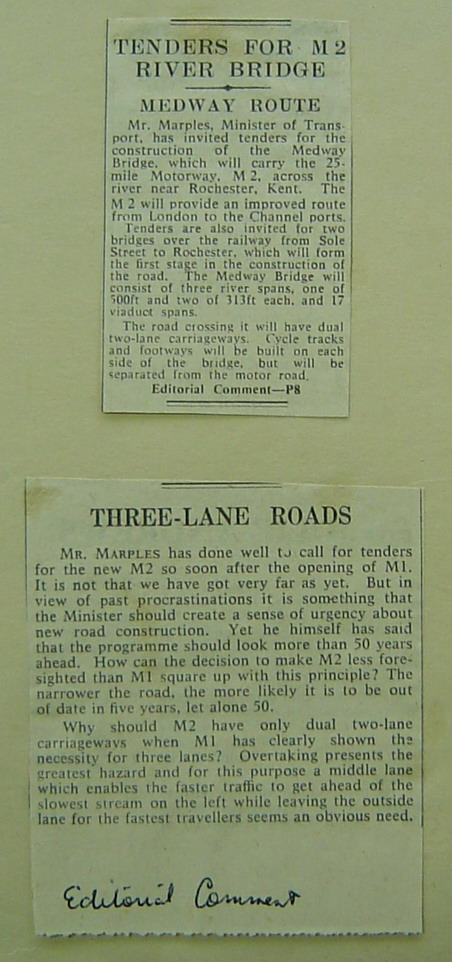 TENDERS FOR M2
RIVER BRIDGE
MEDWAY ROUTE
Mr. Marples, Minister of Trans-
port, has invited tenders for the
construction of the Medway
Bridge, which will carry the 25-
mile Motorway, M2, across the
river near Rochester, Kent. The
M2 will provide an improved route
from London to the Channel ports.
Tenders are also invited for two
bridges over the railway from Sole
Street to Rochester, which will form
the first stage in the construction of
the road. The Medway Bridge will
consist of three river spans, one of
500ft and two of 313ft each, and 17
viaduct spans.
The road crossing it will have dual
two-lane carriageways. Cycle tracks
and footways will be built on each
side of the bridge, but will be
separated from the motor road.
Editorial Comment—P8
THREE-LANE ROADS
MR. MARPLES has done well to call for tenders
for the new M2 so soon after the opening of M1.
It is not that we have got very far as yet. But in
view of past procrastinations it is something that
the Minister should create a sense of urgency about
new road construction. Yet he himself has said
that the programme should look more than 50 years
ahead. How can the decision to make M2 less fore-
sighted than M1 square up with this principle? The
narrower the road, the more likely it is to be out
of date in five years, let alone 50.
Why should M2 have only dual two-lane
carriageways when M1 has clearly shown the
necessity for three lanes? Overtaking presents the
greatest hazard and for this purpose a middle lane
which enables the faster traffic to get ahead of the
slowest stream on the left while leaving the outside
lane for the fastest travellers seems an obvious need.
Editorial Comment